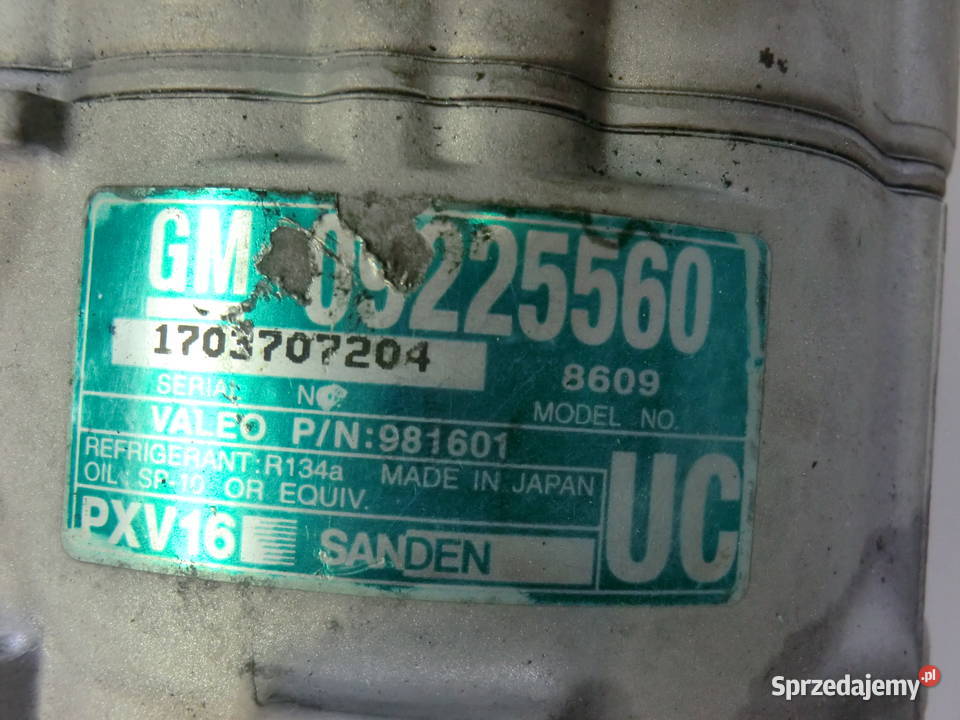 GM 09225560
1703707204
8609
SERIAL NO.
MODEL NO.
VALEO P/N:981601
REFRIGERANT:R134a MADE IN JAPAN
OIL: SP-10 OR EQUIV.
UC
PXV16 SANDEN
Sprzedajemy.pl